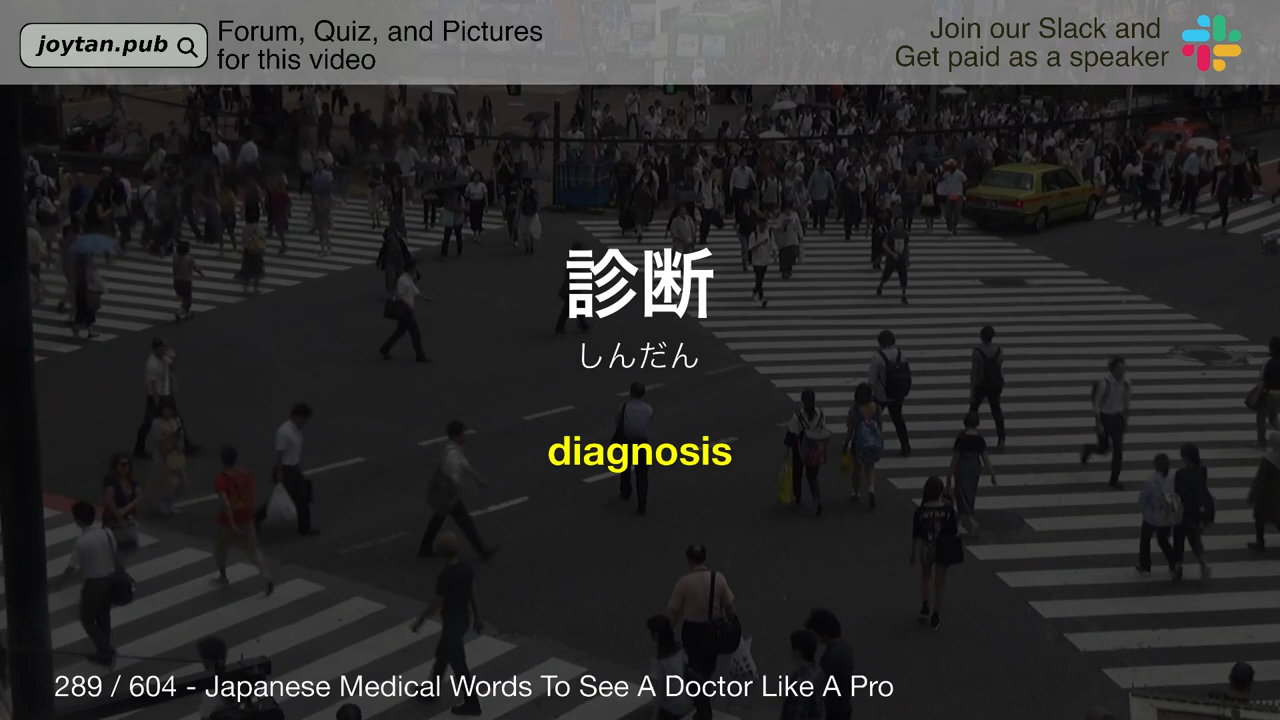 joytan.pub
Forum, Quiz, and Pictures
for this video
Join our Slack and
Get paid as a speaker
診断
しんだん
diagnosis
289 / 604 - Japanese Medical Words To See A Doctor Like A Pro